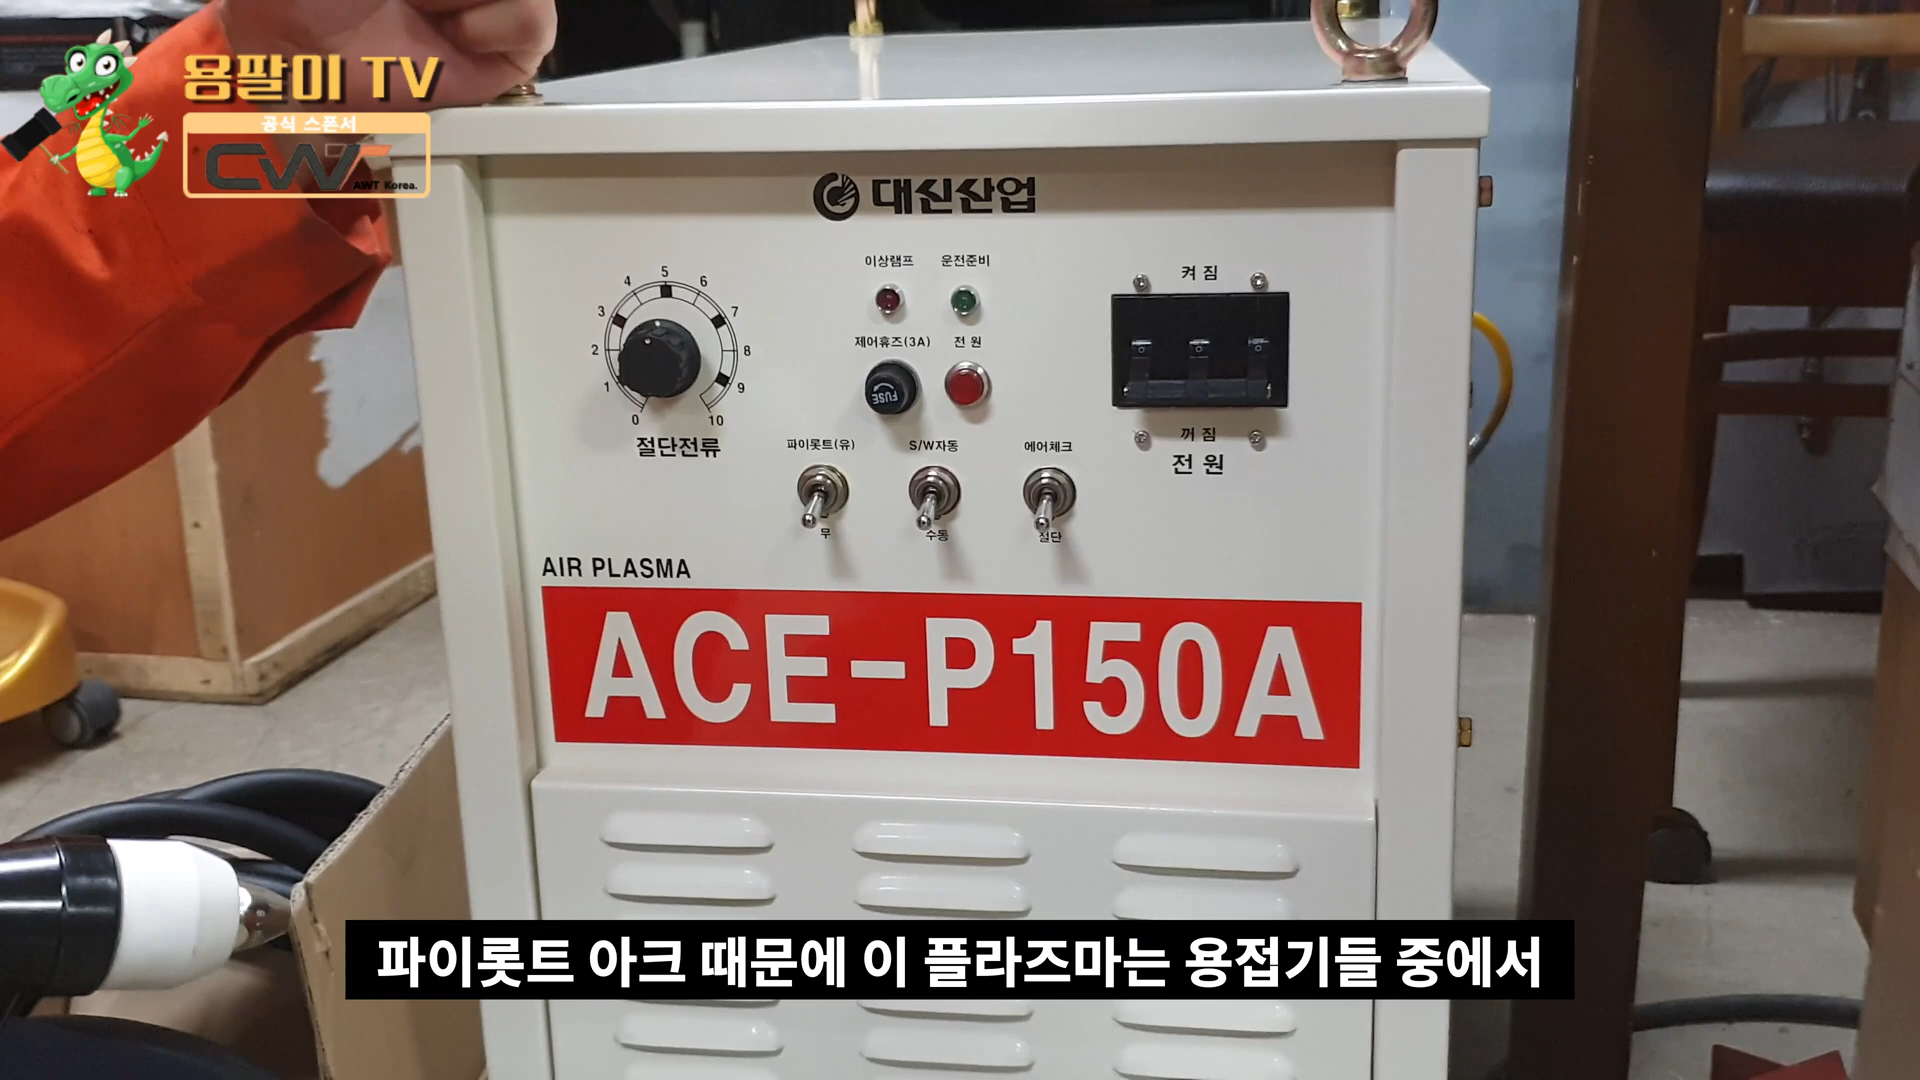 용팔이 TV
공식 스폰서
CWT
AWT Korea.
대신산업
이상램프 운전준비
켜 짐
0 1 2 3 4 5 6 7 8 9 10
절단전류
제어휴즈(3A) 전 원
FUSE
꺼 짐
전 원
파이롯트(유) S/W자동 에어체크
무 수동 절단
AIR PLASMA
ACE-P150A
파이롯트 아크 때문에 이 플라즈마는 용접기들 중에서